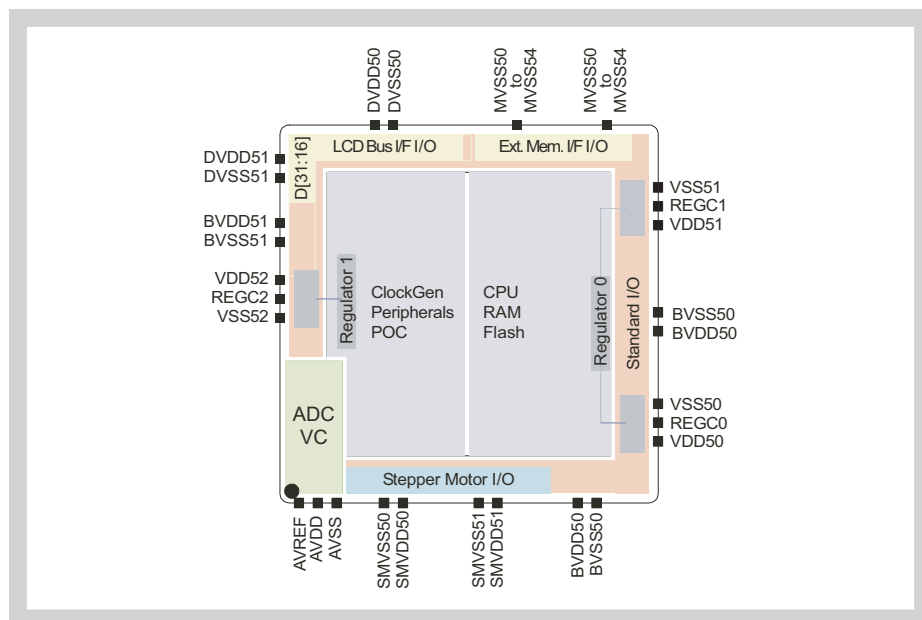 DVDD50
DVSS50
MVSS50
to
MVSS54
MVSS50
to
MVSS54
LCD Bus I/F I/O
Ext. Mem. I/F I/O
D[31:16]
DVDD51
DVSS51
BVDD51
BVSS51
VDD52
REGC2
VSS52
Regulator 1
ClockGen
Peripherals
POC
CPU
RAM
Flash
Regulator 0
Standard I/O
VSS51
REGC1
VDD51
BVSS50
BVDD50
VSS50
REGC0
VDD50
ADC
VC
Stepper Motor I/O
AVREF
AVDD
AVSS
SMVSS50
SMVDD50
SMVSS51
SMVDD51
BVDD50
BVSS50